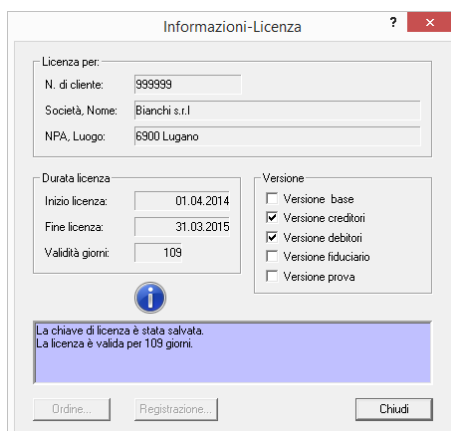 Informazioni-Licenza
?
×
Licenza per:
N. di cliente: 999999
Società, Nome: Bianchi s.r.l
NPA, Luogo: 6900 Lugano
Durata licenza
Inizio licenza: 01.04.2014
Fine licenza: 31.03.2015
Validità giorni: 109
Versione
Versione base
Versione creditori
Versione debitori
Versione fiduciario
Versione prova
La chiave di licenza è stata salvata.
La licenza è valida per 109 giorni.
Ordine... Registrazione... Chiudi